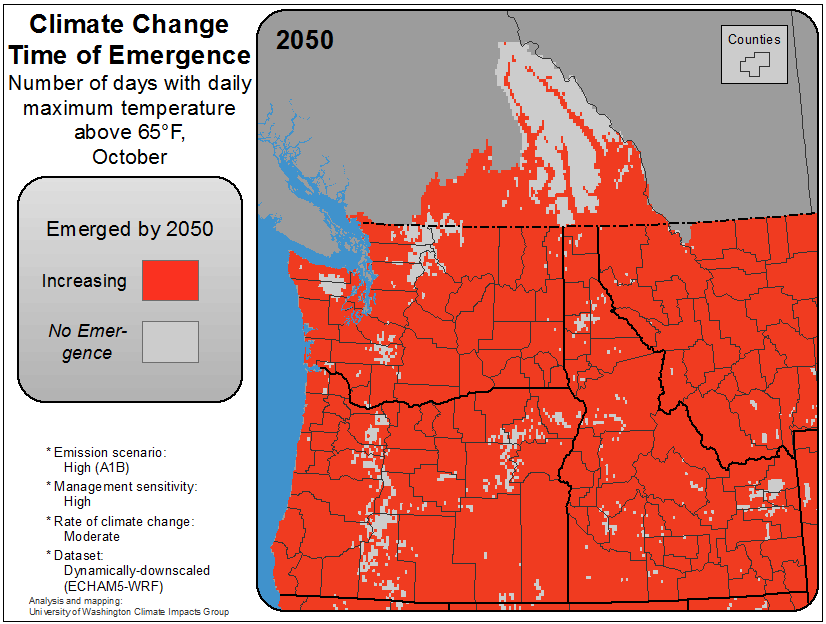 Climate Change
Time of Emergence
Number of days with daily
maximum temperature
above 65°F,
October
2050
Counties
Emerged by 2050
Increasing
No Emer-
gence
* Emission scenario:
High (A1B)
* Management sensitivity:
High
* Rate of climate change:
Moderate
* Dataset:
Dynamically-downscaled
(ECHAM5-WRF)
Analysis and mapping:
University of Washington Climate Impacts Group